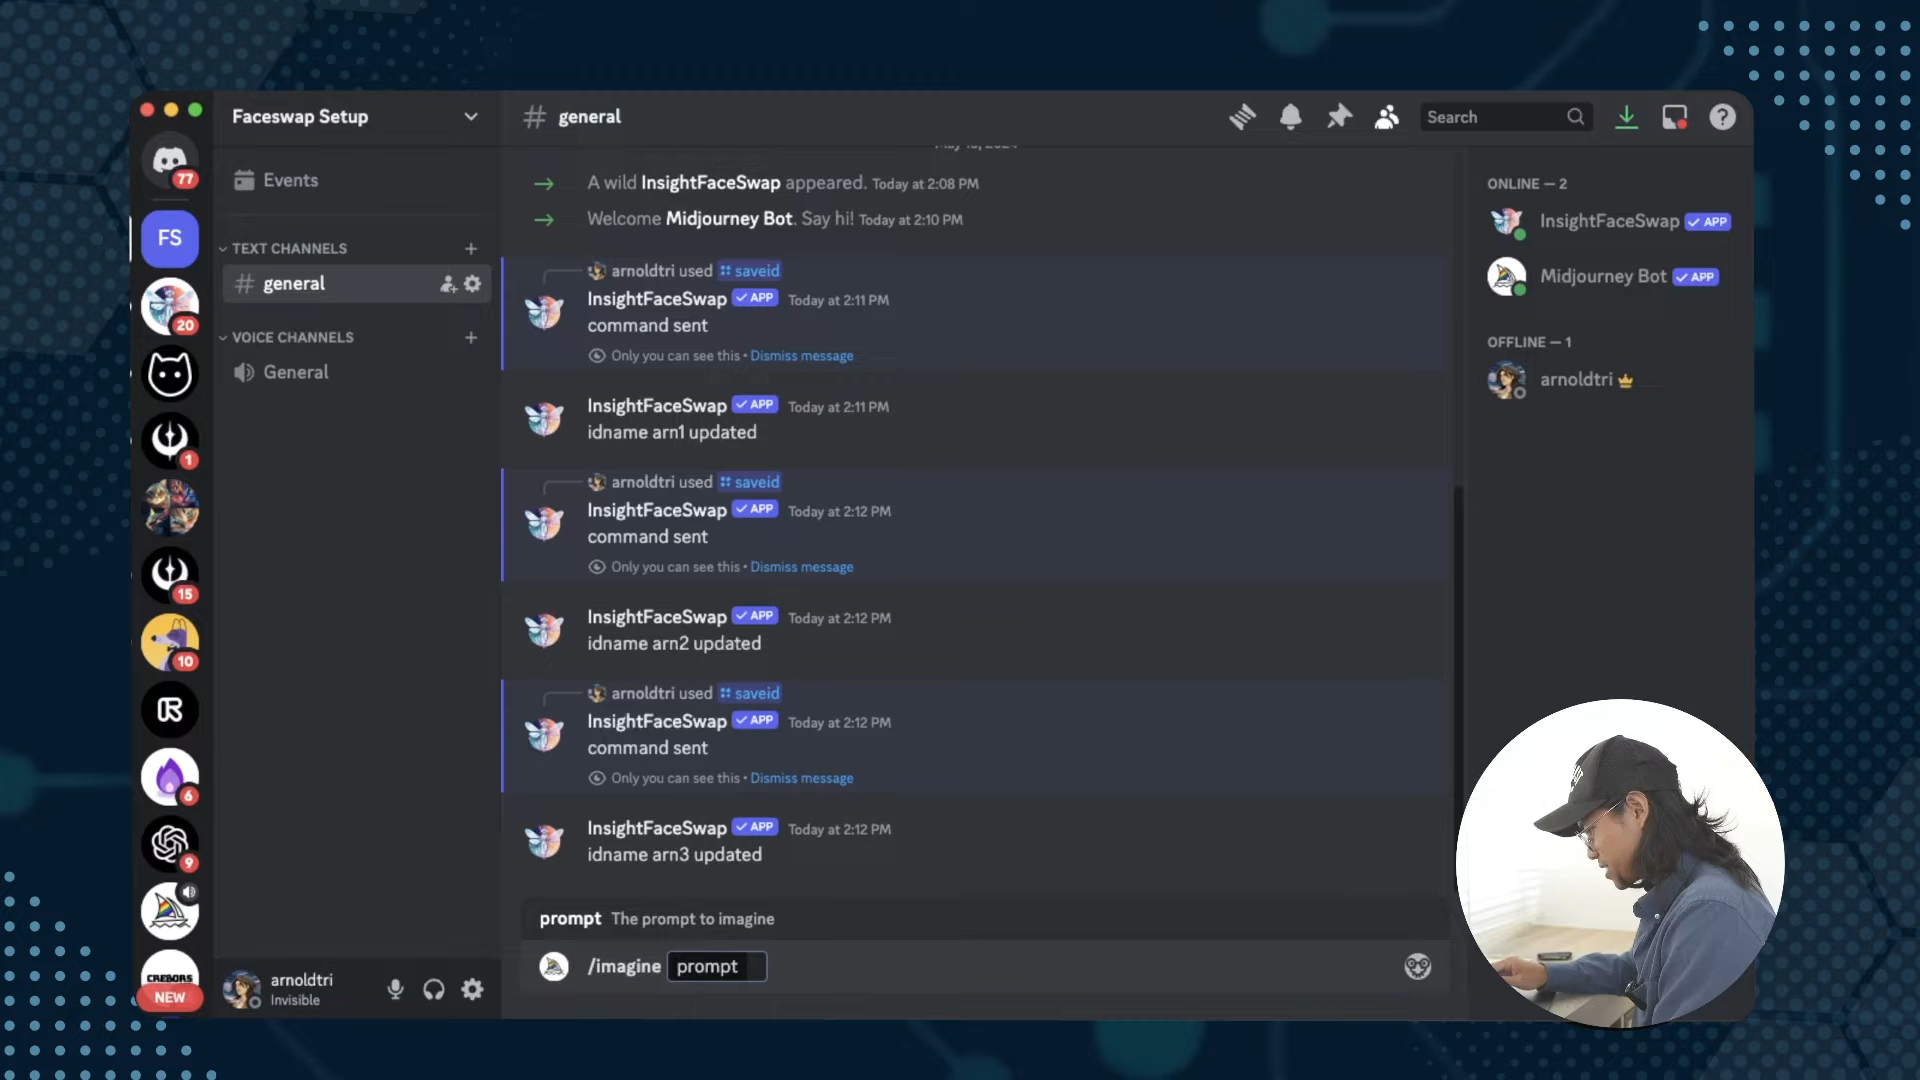 Faceswap Setup
general
Search
77
FS
20
1
15
10
6
9
CREBORS
NEW
Events
TEXT CHANNELS
general
VOICE CHANNELS
General
arnoldtri
Invisible
A wild InsightFaceSwap appeared. Today at 2:08 PM
Welcome Midjourney Bot. Say hi! Today at 2:10 PM
arnoldtri used saveid
InsightFaceSwap APP Today at 2:11 PM
command sent
Only you can see this • Dismiss message
InsightFaceSwap APP Today at 2:11 PM
idname arn1 updated
arnoldtri used saveid
InsightFaceSwap APP Today at 2:12 PM
command sent
Only you can see this • Dismiss message
InsightFaceSwap APP Today at 2:12 PM
idname arn2 updated
arnoldtri used saveid
InsightFaceSwap APP Today at 2:12 PM
command sent
Only you can see this • Dismiss message
InsightFaceSwap APP Today at 2:12 PM
idname arn3 updated
prompt The prompt to imagine
/imagine prompt
ONLINE — 2
InsightFaceSwap APP
Midjourney Bot APP
OFFLINE — 1
arnoldtri